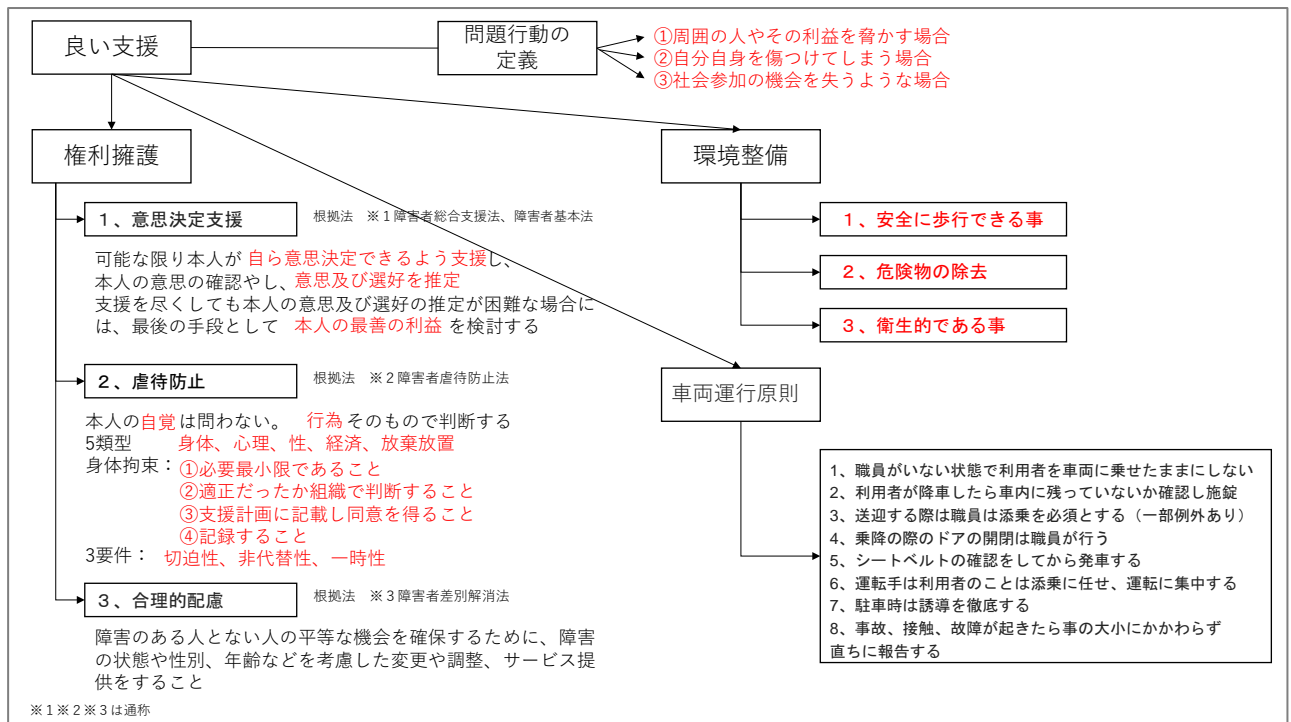 良い支援
問題行動の
定義
①周囲の人やその利益を脅かす場合
②自分自身を傷つけてしまう場合
③社会参加の機会を失うような場合
権利擁護
1、意思決定支援
根拠法　※1障害者総合支援法、障害者基本法
可能な限り本人が 自ら意思決定できるよう支援し、
本人の意思の確認やし、意思及び選好を推定
支援を尽くしても本人の意思及び選好の推定が困難な場合に
は、最後の手段として　本人の最善の利益 を検討する
2、虐待防止
根拠法　※2障害者虐待防止法
本人の自覚は問わない。　行為そのもので判断する
5類型　身体、心理、性、経済、放棄放置
身体拘束：①必要最小限であること
②適正だったか組織で判断すること
③支援計画に記載し同意を得ること
④記録すること
3要件：　切迫性、非代替性、一時性
3、合理的配慮
根拠法　※3障害者差別解消法
障害のある人とない人の平等な機会を確保するために、障害
の状態や性別、年齢などを考慮した変更や調整、サービス提
供をすること
※1※2※3は通称
環境整備
1、安全に歩行できる事
2、危険物の除去
3、衛生的である事
車両運行原則
1、職員がいない状態で利用者を車両に乗せたままにしない
2、利用者が降車したら車内に残っていないか確認し施錠
3、送迎する際は職員は添乗を必須とする（一部例外あり）
4、乗降の際のドアの開閉は職員が行う
5、シートベルトの確認をしてから発車する
6、運転手は利用者のことは添乗に任せ、運転に集中する
7、駐車時は誘導を徹底する
8、事故、接触、故障が起きたら事の大小にかかわらず
直ちに報告する